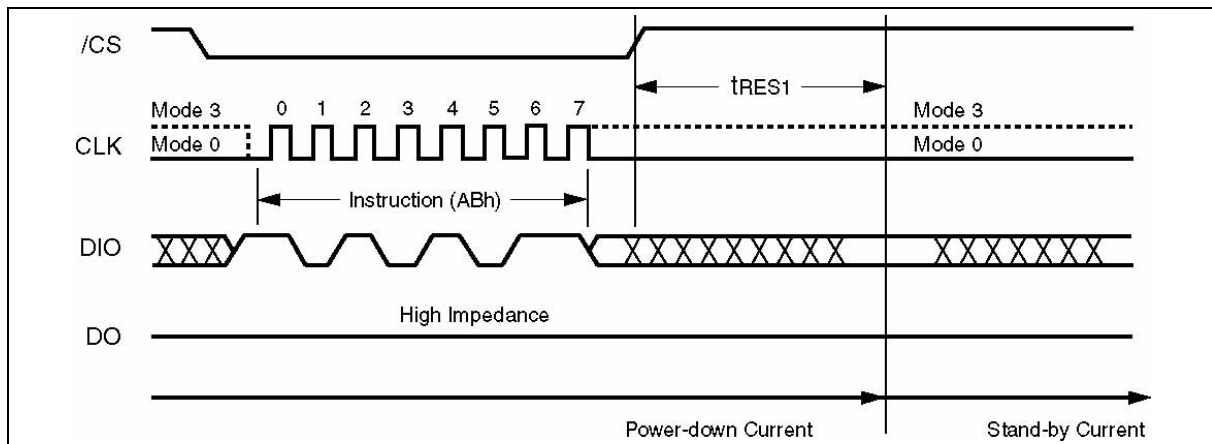 /CS
tRES1
Mode 3 0 1 2 3 4 5 6 7 Mode 3
CLK Mode 0 Mode 0
Instruction (ABh)
DIO
High Impedance
DO
Power-down Current Stand-by Current